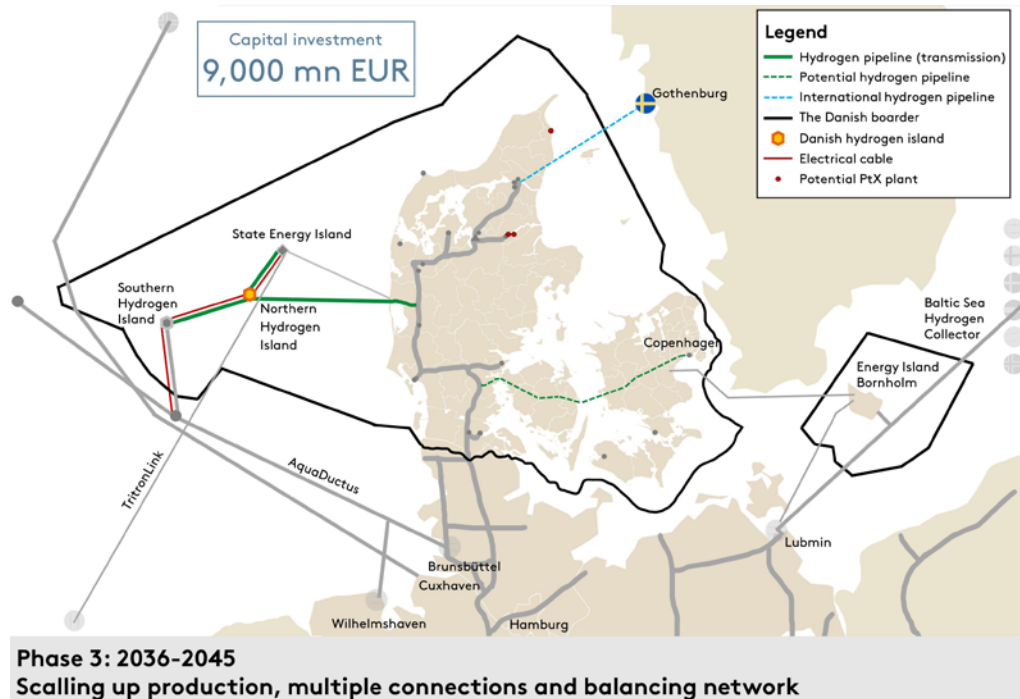 Capital investment
9,000 mn EUR
Legend
Hydrogen pipeline (transmission)
Potential hydrogen pipeline
International hydrogen pipeline
The Danish boarder
Danish hydrogen island
Electrical cable
Potential PtX plant
Gothenburg
State Energy Island
Southern
Hydrogen
Island
Northern
Hydrogen
Island
Copenhagen
Baltic Sea
Hydrogen
Collector
Energy Island
Bornholm
TritronLink
AquaDuctus
Brunsbüttel
Cuxhaven
Wilhelmshaven
Hamburg
Lubmin
Phase 3: 2036-2045
Scalling up production, multiple connections and balancing network